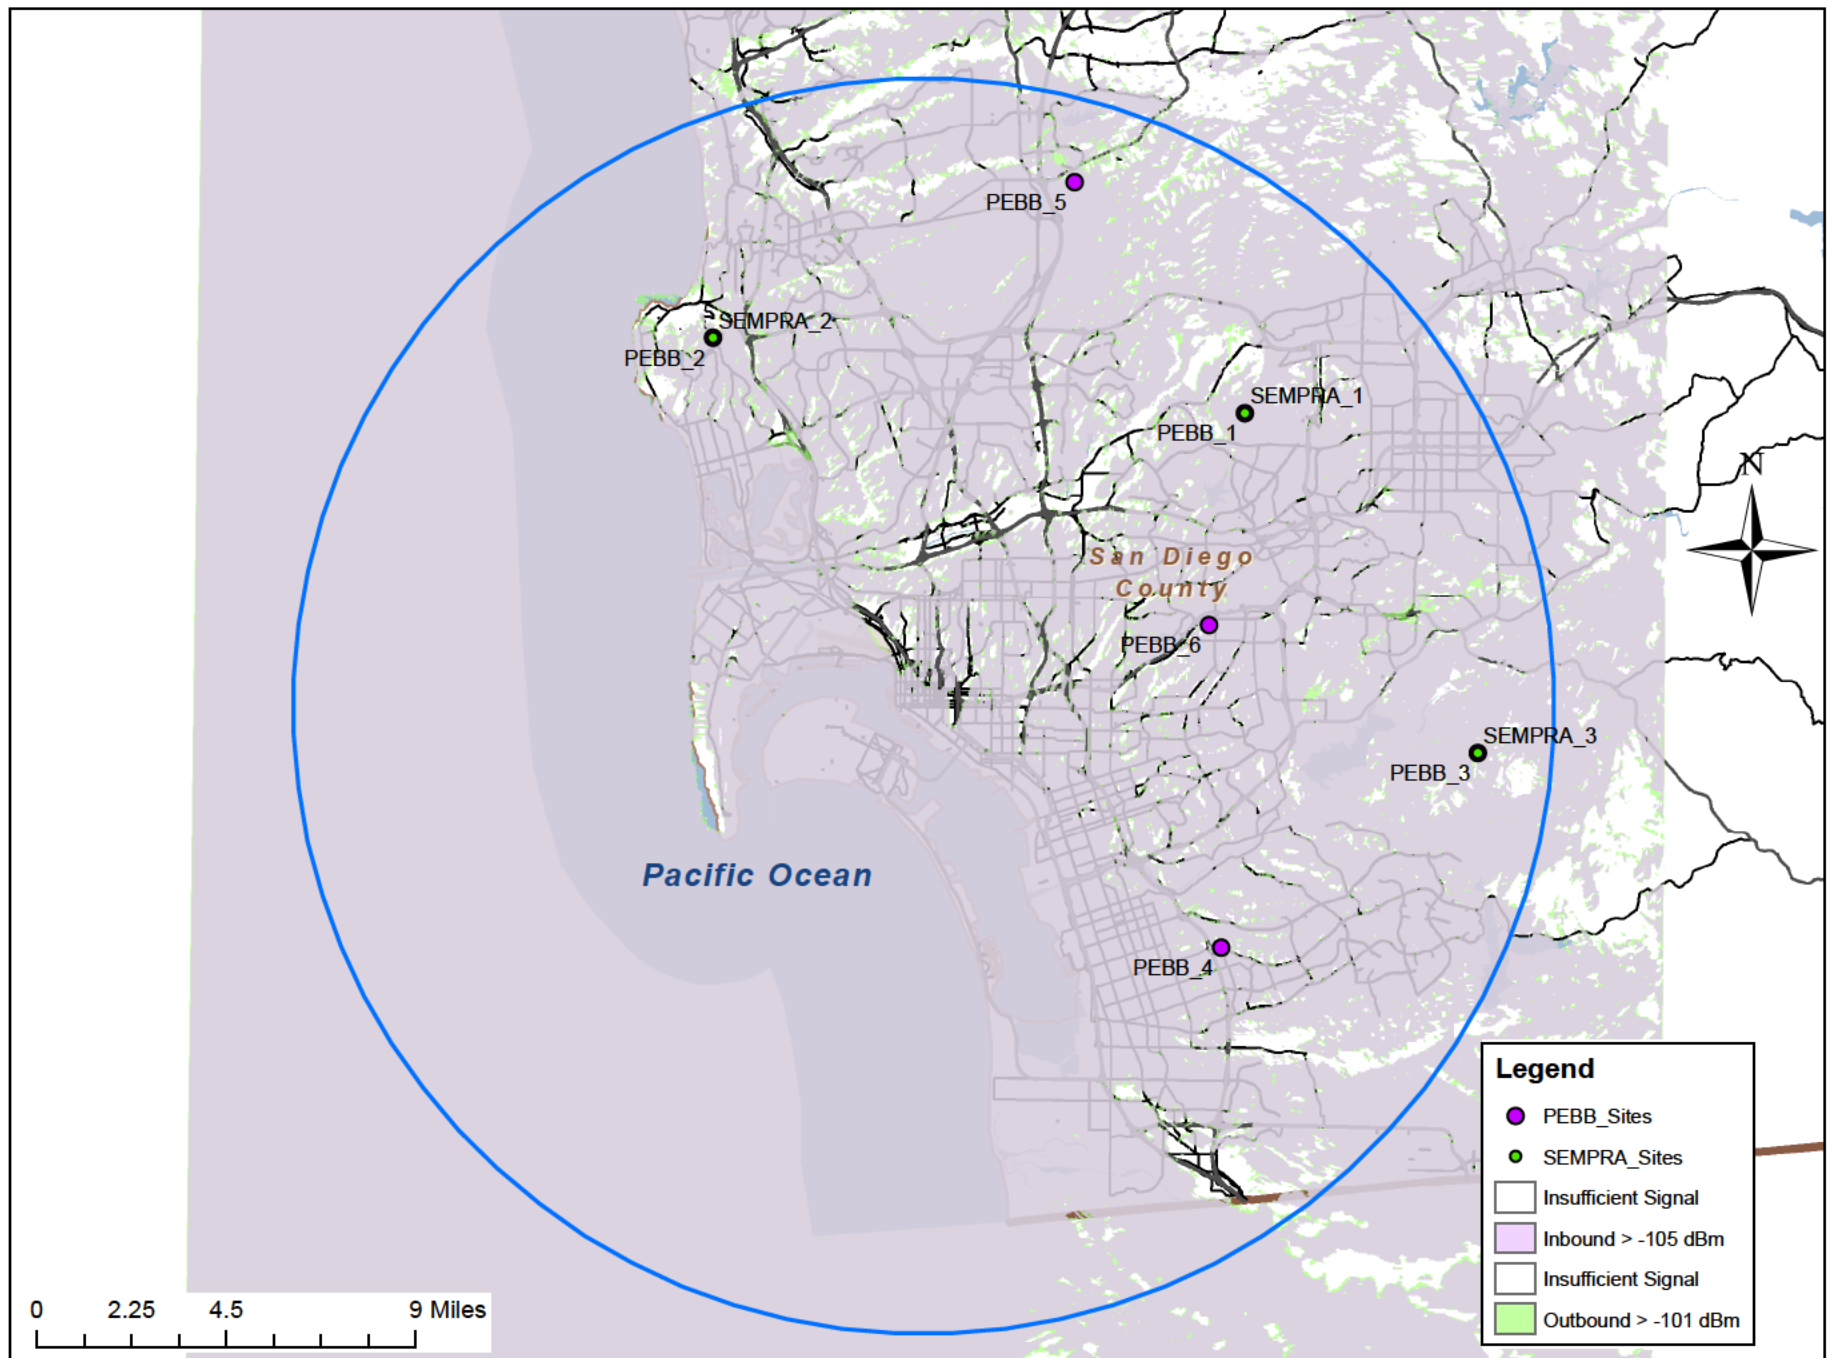 PEBB_5
SEMPRA_2
PEBB_2
SEMPRA_1
PEBB_1
N
San Diego
County
PEBB_6
SEMPRA_3
PEBB_3
Pacific Ocean
PEBB_4
Legend
PEBB_Sites
SEMPRA_Sites
Insufficient Signal
Inbound > -105 dBm
Insufficient Signal
Outbound > -101 dBm
0 2.25 4.5 9 Miles